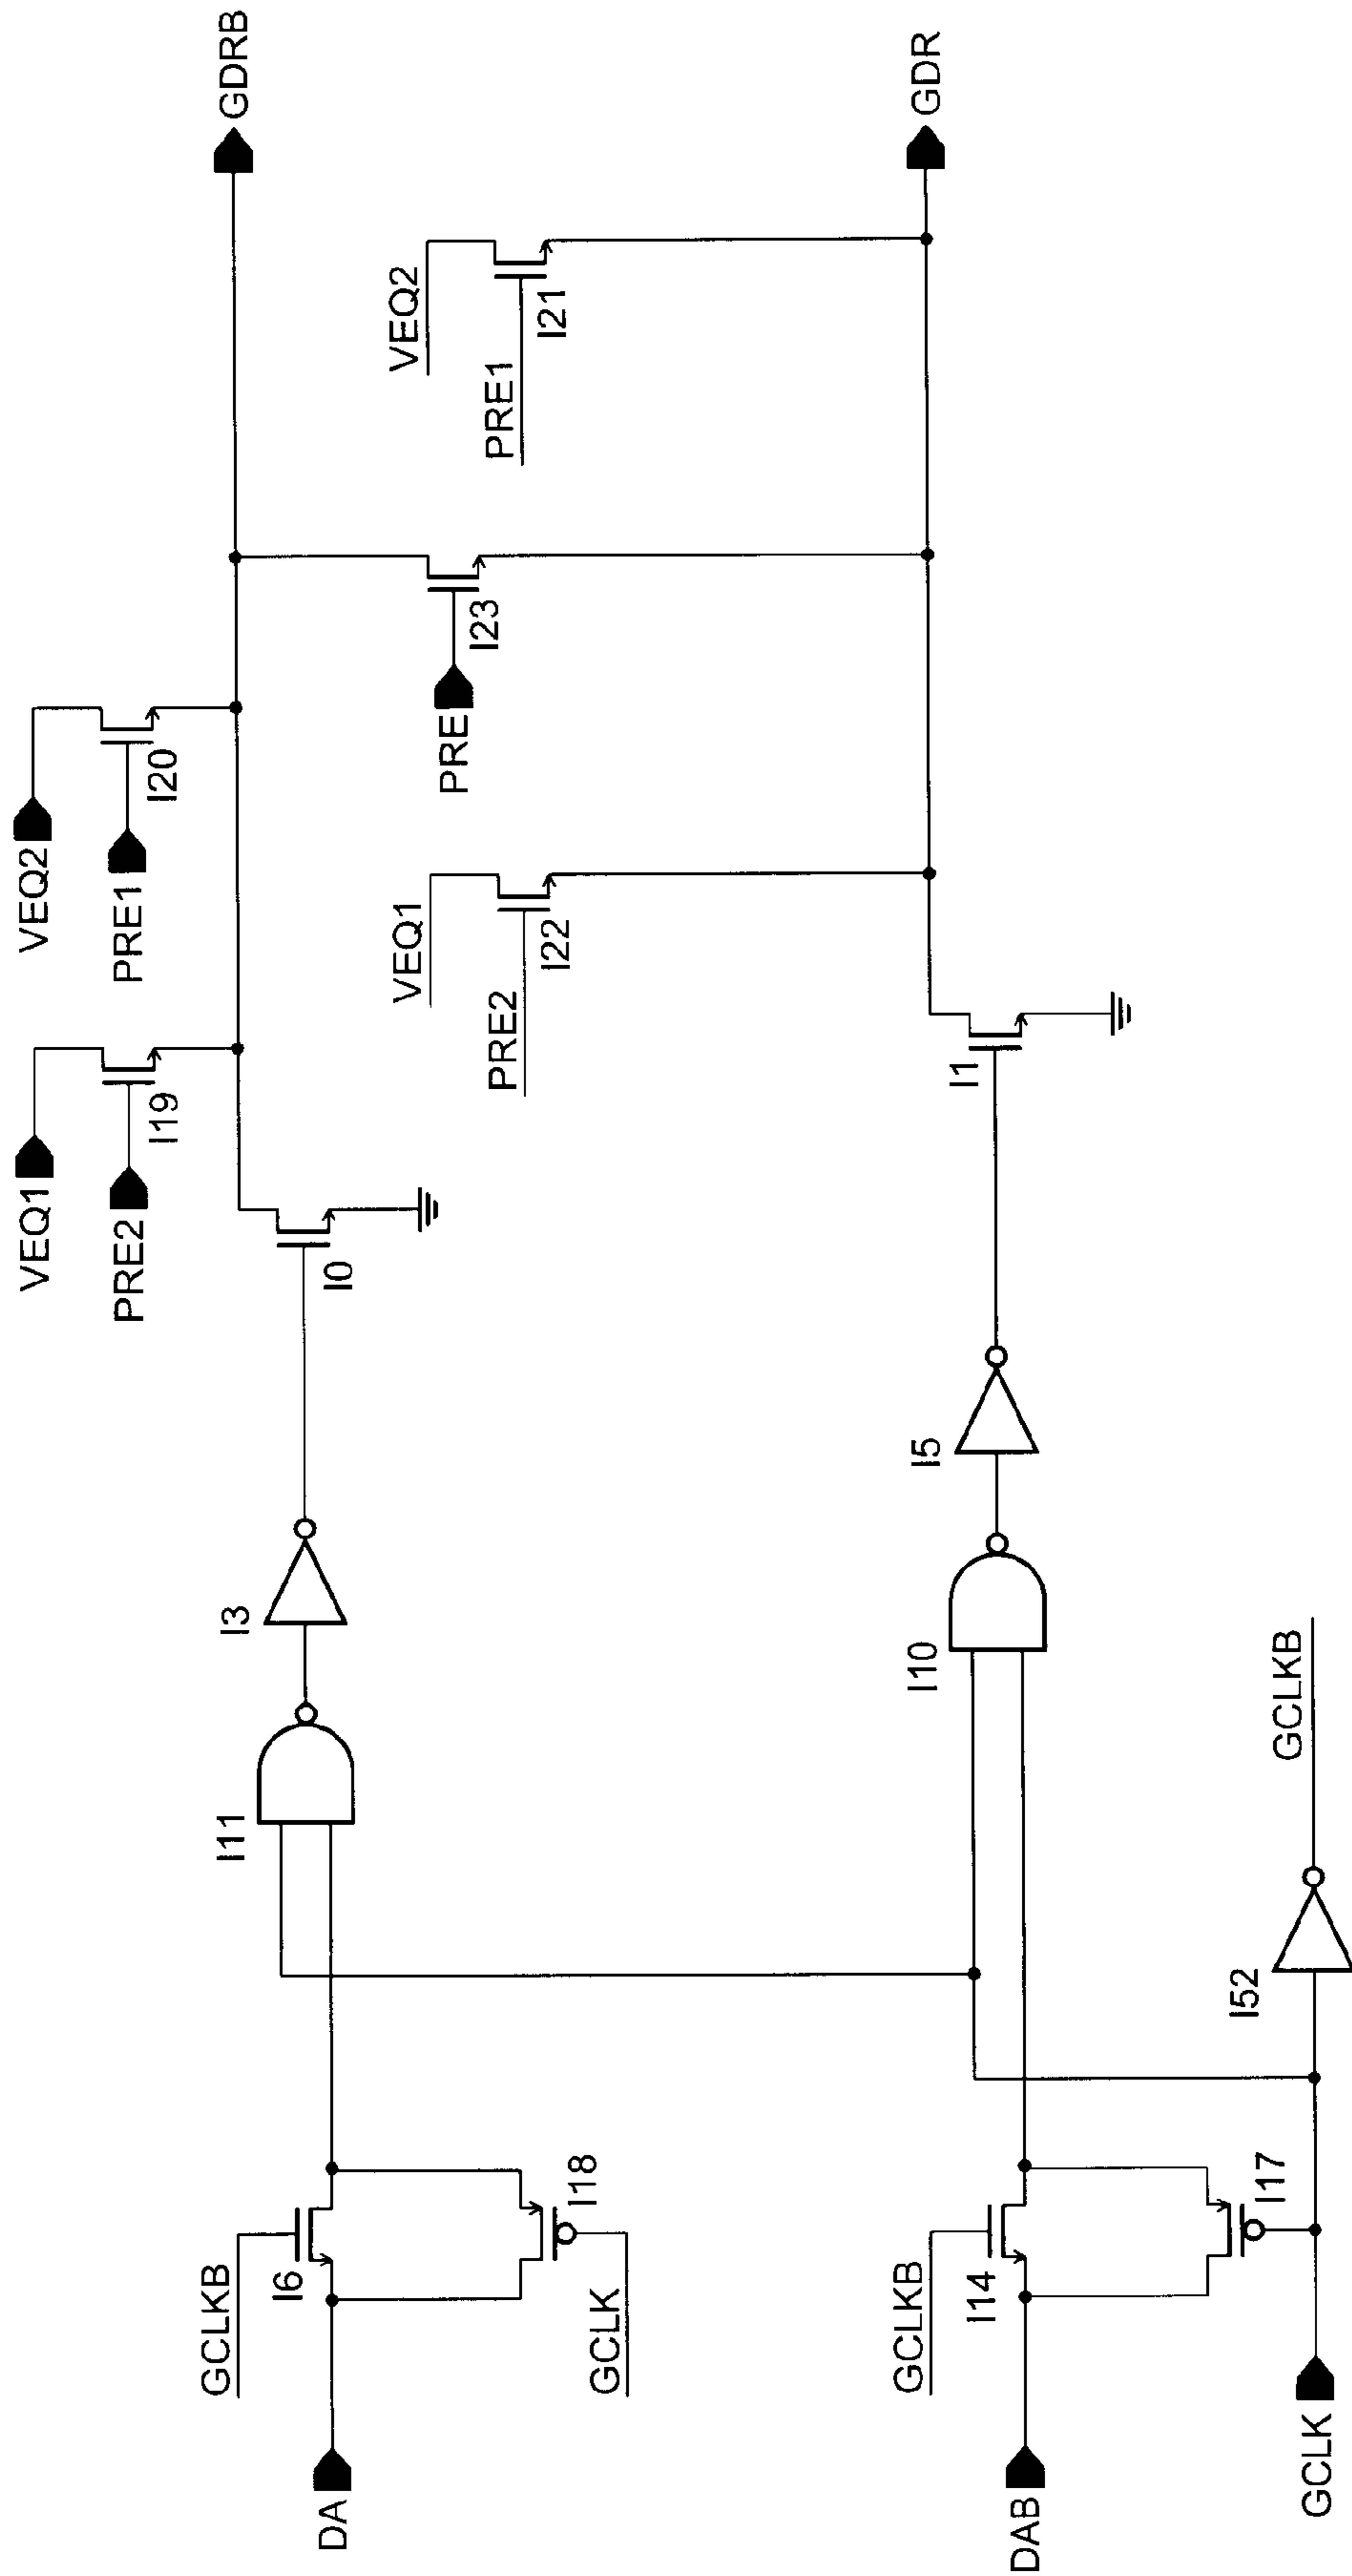 VEQ1
VEQ2
PRE2
PRE1
I19
I20
GDRB
DA
GCLKB
I6
I18
GCLK
I11
I3
I0
VEQ1
PRE2
I22
PRE
I23
VEQ2
PRE1
I21
DAB
GCLKB
I14
I17
I10
I5
I1
GDR
GCLK
I52
GCLKB